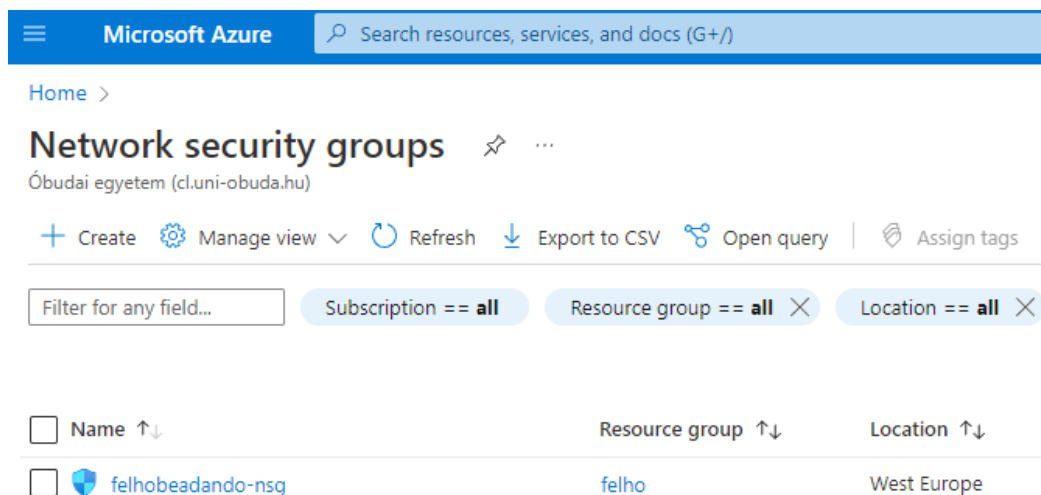 Microsoft Azure Search resources, services, and docs (G+/)
Home >
Network security groups ...
Óbudai egyetem (cl.uni-obuda.hu)
+ Create Manage view Refresh Export to CSV Open query Assign tags
Filter for any field... Subscription == all Resource group == all Location == all
Name ↑↓ Resource group ↑↓ Location ↑↓
felhobeadando-nsg felho West Europe